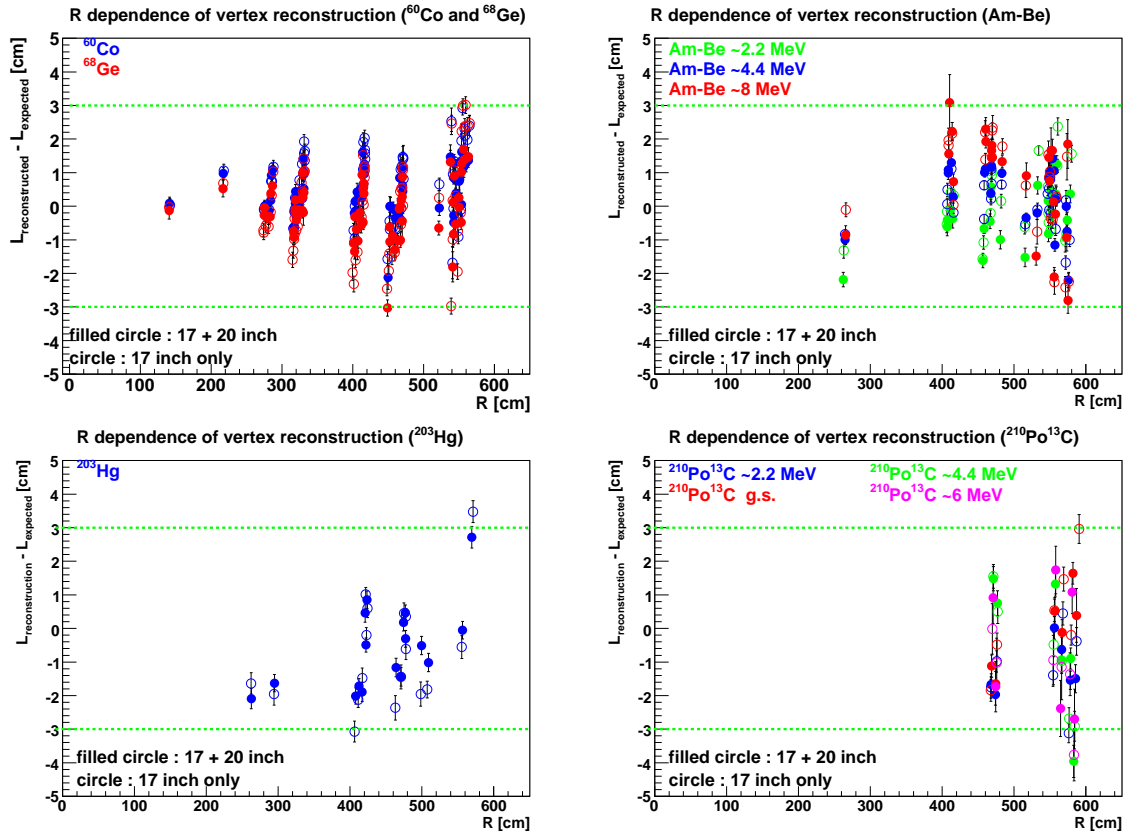 R dependence of vertex reconstruction (⁶⁰Co and ⁶⁸Ge)
L_reconstructed - L_expected [cm]
5
4
3
2
1
0
-1
-2
-3
-4
-5
⁶⁰Co
⁶⁸Ge
filled circle : 17 + 20 inch
circle : 17 inch only
0 100 200 300 400 500 600
R [cm]
R dependence of vertex reconstruction (Am-Be)
L_reconstructed - L_expected [cm]
5
4
3
2
1
0
-1
-2
-3
-4
-5
Am-Be ~2.2 MeV
Am-Be ~4.4 MeV
Am-Be ~8 MeV
filled circle : 17 + 20 inch
circle : 17 inch only
0 100 200 300 400 500 600
R [cm]
R dependence of vertex reconstruction (²⁰³Hg)
L_reconstruction - L_expected [cm]
5
4
3
2
1
0
-1
-2
-3
-4
-5
²⁰³Hg
filled circle : 17 + 20 inch
circle : 17 inch only
0 100 200 300 400 500 600
R [cm]
R dependence of vertex reconstruction (²¹⁰Po¹³C)
L_reconstruction - L_expected [cm]
5
4
3
2
1
0
-1
-2
-3
-4
-5
²¹⁰Po¹³C ~2.2 MeV ²¹⁰Po¹³C ~4.4 MeV
²¹⁰Po¹³C g.s. ²¹⁰Po¹³C ~6 MeV
filled circle : 17 + 20 inch
circle : 17 inch only
0 100 200 300 400 500 600
R [cm]